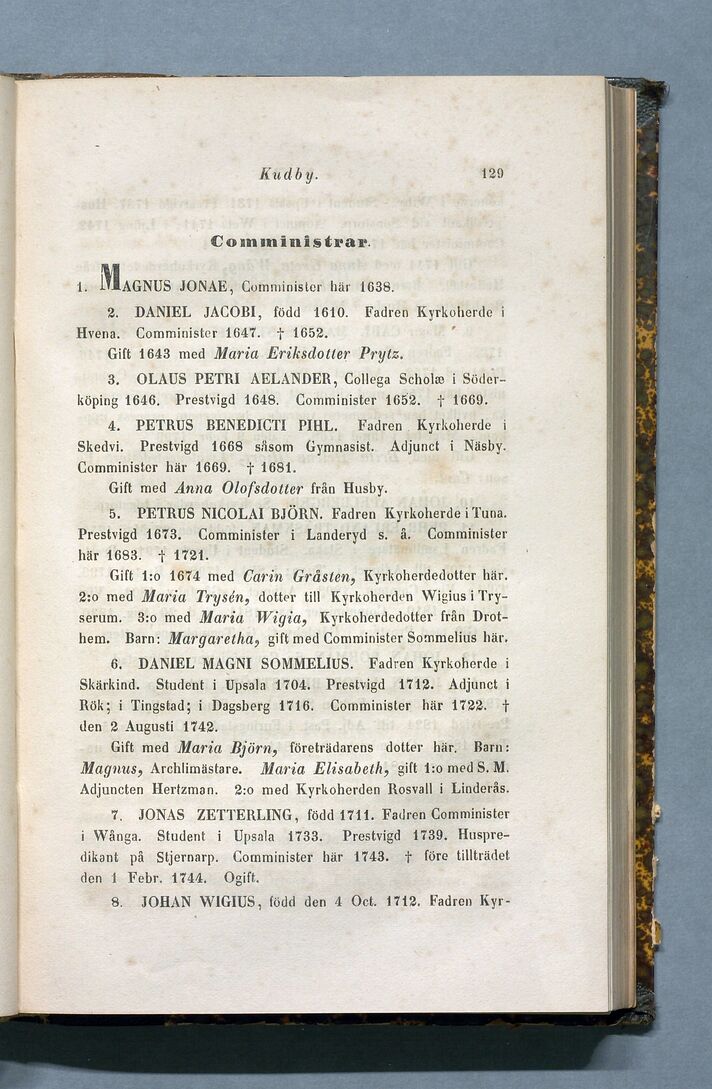 Kudby. 129
Comministrar.
1. MAGNUS JONAE, Comminister här 1638.
2. DANIEL JACOBI, född 1610. Fadren Kyrkoherde i
Hvena. Comminister 1647. † 1652.
Gift 1643 med Maria Eriksdotter Prytz.
3. OLAUS PETRI AELANDER, Collega Scholæ i Söder-
köping 1646. Prestvigd 1648. Comminister 1652. † 1669.
4. PETRUS BENEDICTI PIHL. Fadren Kyrkoherde i
Skedvi. Prestvigd 1668 såsom Gymnasist. Adjunct i Näsby.
Comminister här 1669. † 1681.
Gift med Anna Olofsdotter från Husby.
5. PETRUS NICOLAI BJÖRN. Fadren Kyrkoherde i Tuna.
Prestvigd 1673. Comminister i Landeryd s. å. Comminister
här 1683. † 1721.
Gift 1:o 1674 med Carin Gråsten, Kyrkoherdedotter här.
2:o med Maria Trysén, dotter till Kyrkoherden Wigius i Try-
serum. 3:o med Maria Wigia, Kyrkoherdedotter från Drot-
hem. Barn: Margaretha, gift med Comminister Sommelius här.
6. DANIEL MAGNI SOMMELIUS. Fadren Kyrkoherde i
Skärkind. Student i Upsala 1704. Prestvigd 1712. Adjunct i
Rök; i Tingstad; i Dagsberg 1716. Comminister här 1722. †
den 2 Augusti 1742.
Gift med Maria Björn, företrädarens dotter här. Barn:
Magnus, Archlimästare. Maria Elisabeth, gift 1:o med S. M.
Adjuncten Hertzman. 2:o med Kyrkoherden Rosvall i Linderås.
7. JONAS ZETTERLING, född 1711. Fadren Comminister
i Wånga. Student i Upsala 1733. Prestvigd 1739. Huspre-
dikant på Stjernarp. Comminister här 1743. † före tillträdet
den 1 Febr. 1744. Ogift.
8. JOHAN WIGIUS, född den 4 Oct. 1712. Fadren Kyr-